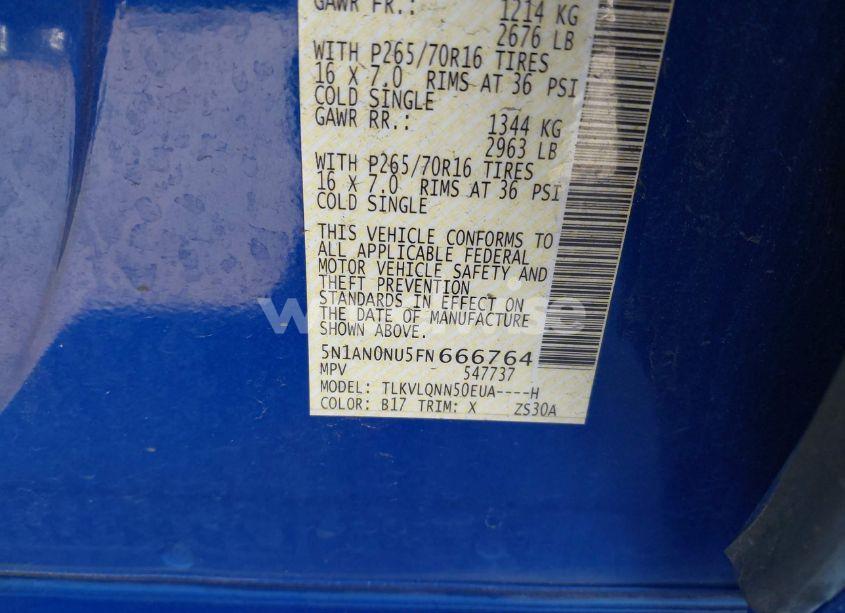 GAWR FR.: 1214 KG
2676 LB
WITH P265/70R16 TIRES
16 X 7.0 RIMS AT 36 PSI
COLD SINGLE
GAWR RR.: 1344 KG
2963 LB
WITH P265/70R16 TIRES
16 X 7.0 RIMS AT 36 PSI
COLD SINGLE
THIS VEHICLE CONFORMS TO
ALL APPLICABLE FEDERAL
MOTOR VEHICLE SAFETY AND
THEFT PREVENTION
STANDARDS IN EFFECT ON
THE DATE OF MANUFACTURE
SHOWN ABOVE.
5N1AN0NU5FN666764
MPV 547737
MODEL: TLKVLQNN50EUA----H
COLOR: B17 TRIM: X ZS30A